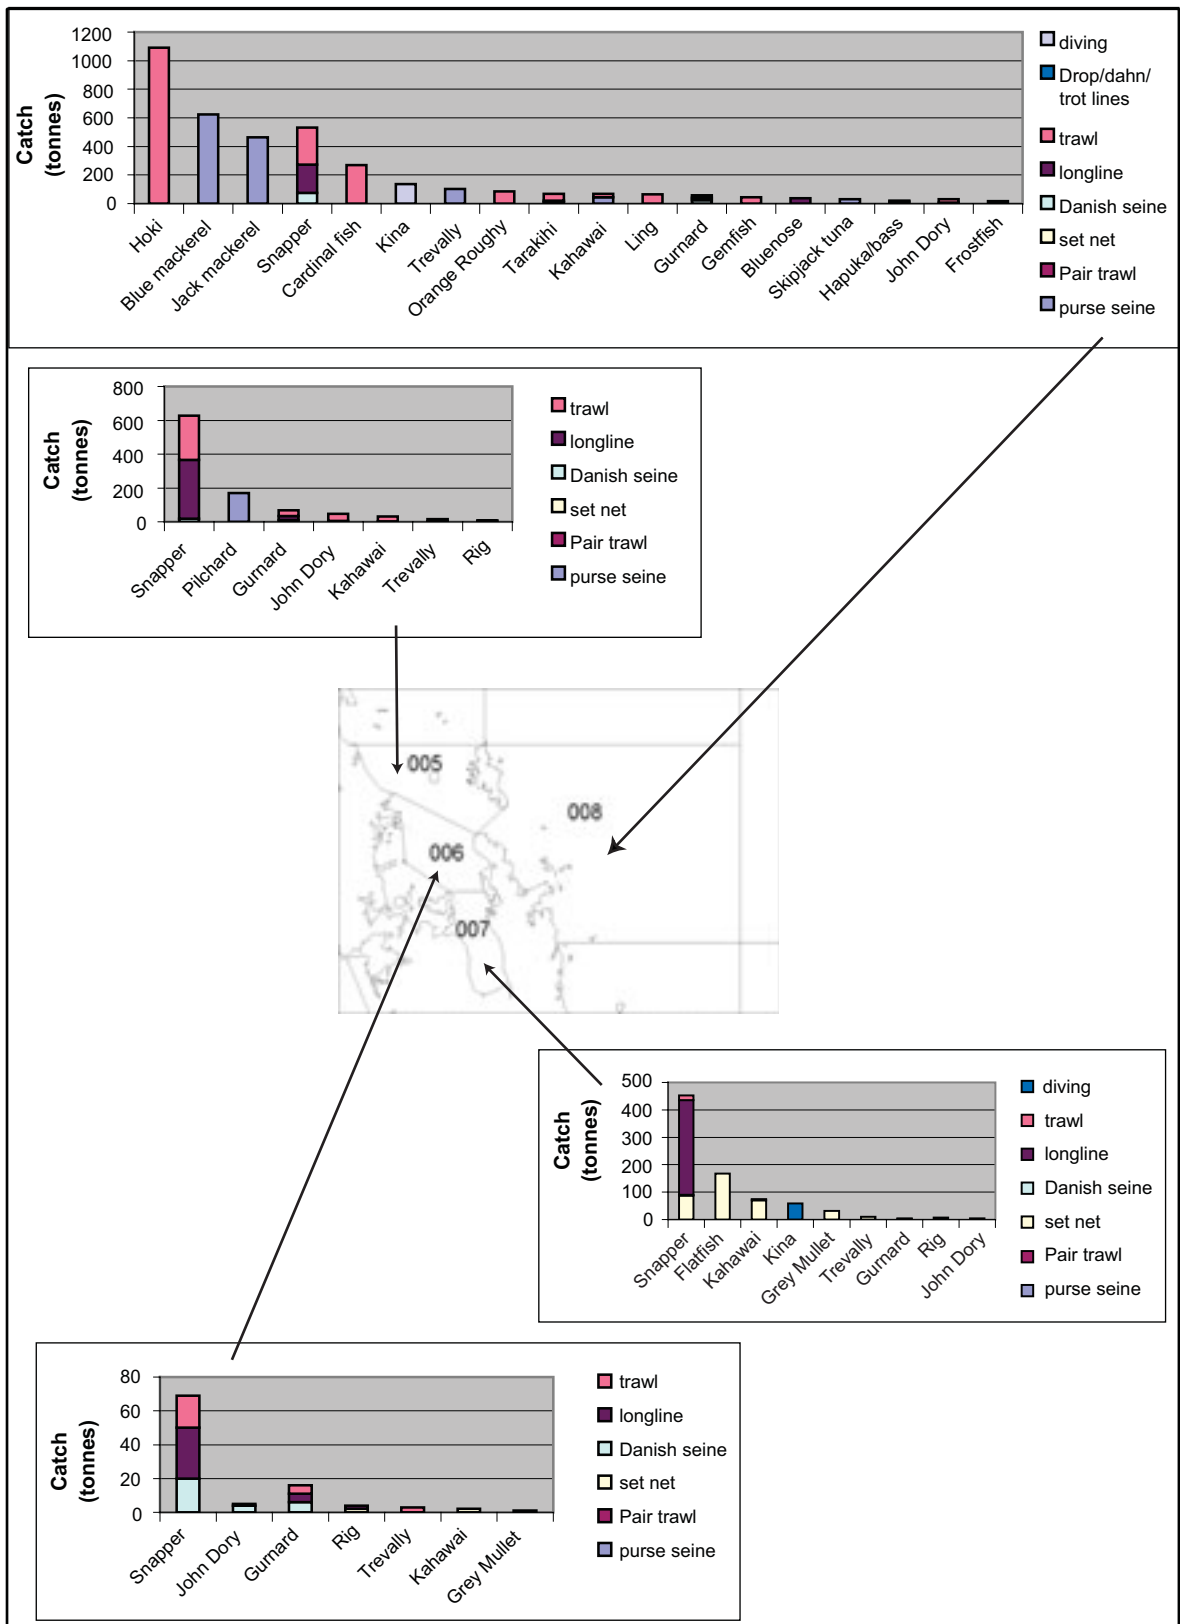 1200
1000
800
600
400
200
0
Catch
(tonnes)
Hoki
Blue mackerel
Jack mackerel
Snapper
Cardinal fish
Kina
Trevally
Orange Roughy
Tarakihi
Kahawai
Ling
Gurnard
Gemfish
Bluenose
Skipjack tuna
Hapuka/bass
John Dory
Frostfish
diving
Drop/dahn/
trot lines
trawl
longline
Danish seine
set net
Pair trawl
purse seine
800
600
400
200
0
Catch
(tonnes)
Snapper
Pilchard
Gurnard
John Dory
Kahawai
Trevally
Rig
trawl
longline
Danish seine
set net
Pair trawl
purse seine
005
008
006
007
500
400
300
200
100
0
Catch
(tonnes)
Snapper
Flatfish
Kahawai
Kina
Grey Mullet
Trevally
Gurnard
Rig
John Dory
diving
trawl
longline
Danish seine
set net
Pair trawl
purse seine
80
60
40
20
0
Catch
(tonnes)
Snapper
John Dory
Gurnard
Rig
Trevally
Kahawai
Grey Mullet
trawl
longline
Danish seine
set net
Pair trawl
purse seine